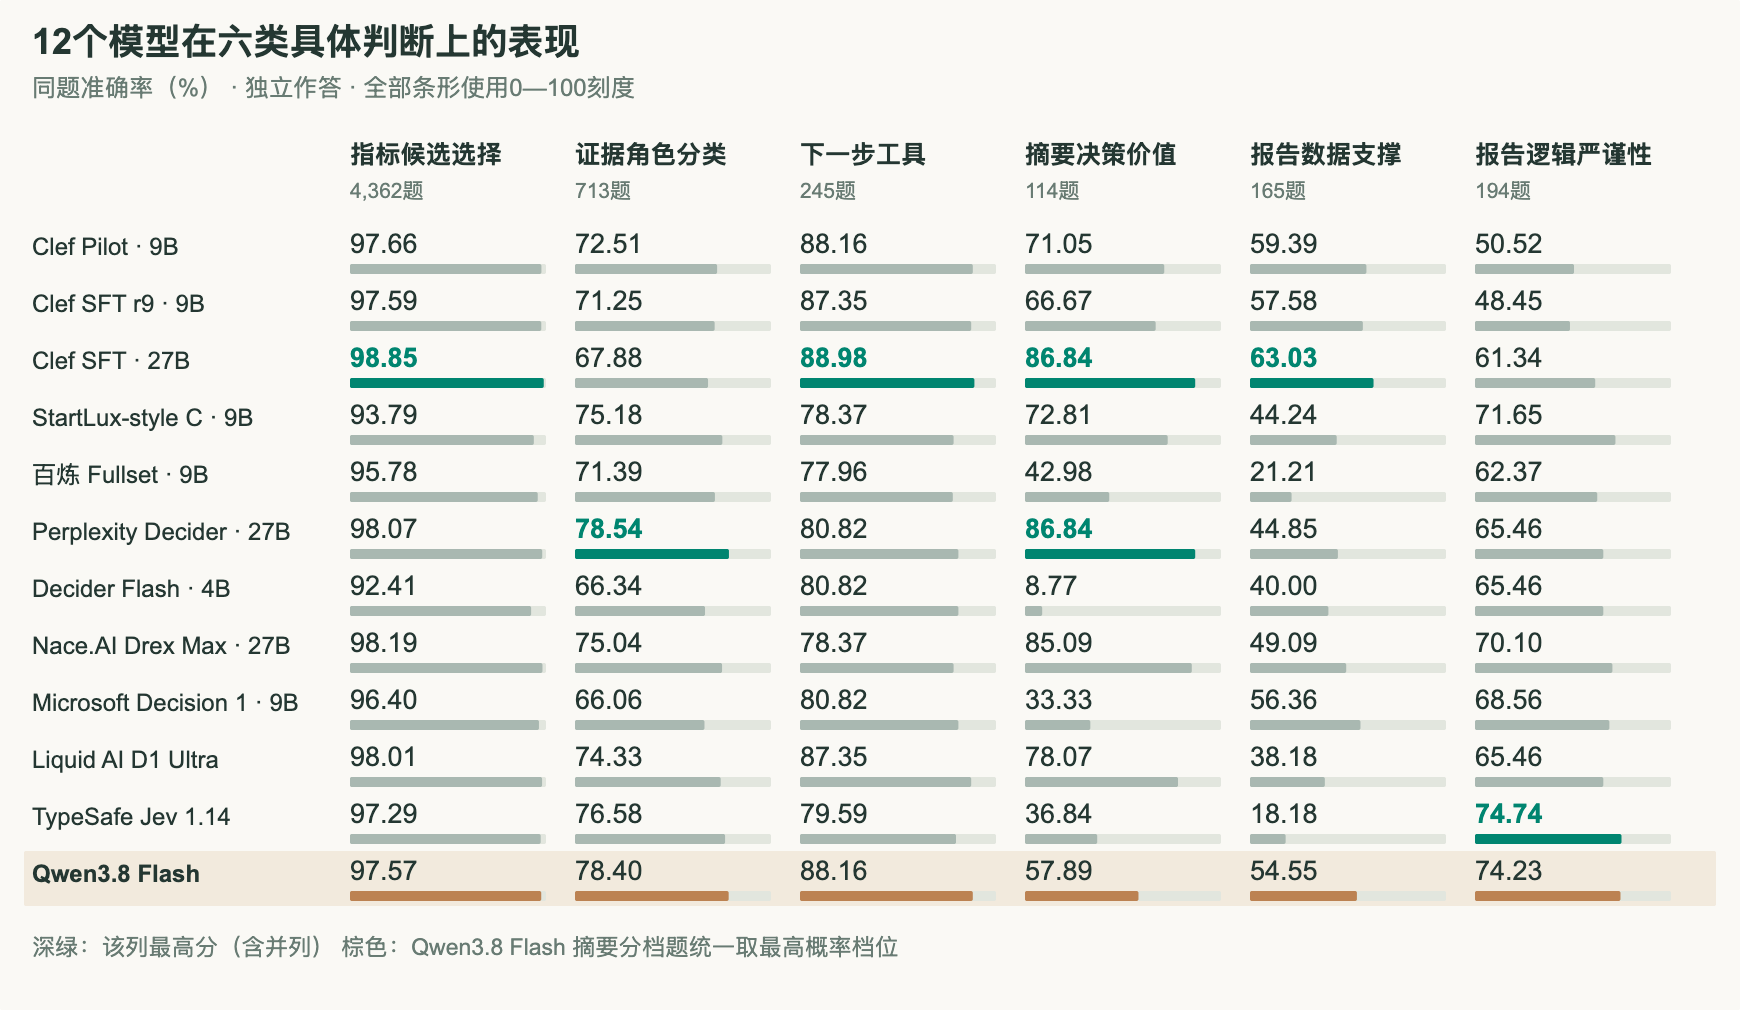 12个模型在六类具体判断上的表现
同题准确率（%） · 独立作答 · 全部条形使用0—100刻度
指标候选选择 证据角色分类 下一步工具 摘要决策价值 报告数据支撑 报告逻辑严谨性
4,362题 713题 245题 114题 165题 194题
Clef Pilot · 9B 97.66 72.51 88.16 71.05 59.39 50.52
Clef SFT r9 · 9B 97.59 71.25 87.35 66.67 57.58 48.45
Clef SFT · 27B 98.85 67.88 88.98 86.84 63.03 61.34
StartLux-style C · 9B 93.79 75.18 78.37 72.81 44.24 71.65
百炼 Fullset · 9B 95.78 71.39 77.96 42.98 21.21 62.37
Perplexity Decider · 27B 98.07 78.54 80.82 86.84 44.85 65.46
Decider Flash · 4B 92.41 66.34 80.82 8.77 40.00 65.46
Nace.AI Drex Max · 27B 98.19 75.04 78.37 85.09 49.09 70.10
Microsoft Decision 1 · 9B 96.40 66.06 80.82 33.33 56.36 68.56
Liquid AI D1 Ultra 98.01 74.33 87.35 78.07 38.18 65.46
TypeSafe Jev 1.14 97.29 76.58 79.59 36.84 18.18 74.74
Qwen3.8 Flash 97.57 78.40 88.16 57.89 54.55 74.23
深绿：该列最高分（含并列） 棕色：Qwen3.8 Flash 摘要分档题统一取最高概率档位